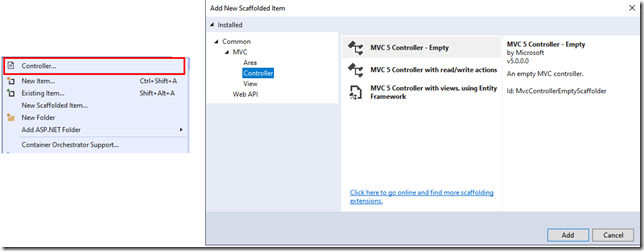 Controller...
New Item... Ctrl+Shift+A
Existing Item... Shift+Alt+A
New Scaffolded Item...
New Folder
Add ASP.NET Folder
Container Orchestrator Support...
Add New Scaffolded Item
Installed
Common
MVC
Area
Controller
View
Web API
MVC 5 Controller - Empty
MVC 5 Controller with read/write actions
MVC 5 Controller with views, using Entity
Framework
Click here to go online and find more scaffolding
extensions.
MVC 5 Controller - Empty
by Microsoft
v5.0.0.0
An empty MVC controller.
Id: MvcControllerEmptyScaffolder
Add
Cancel